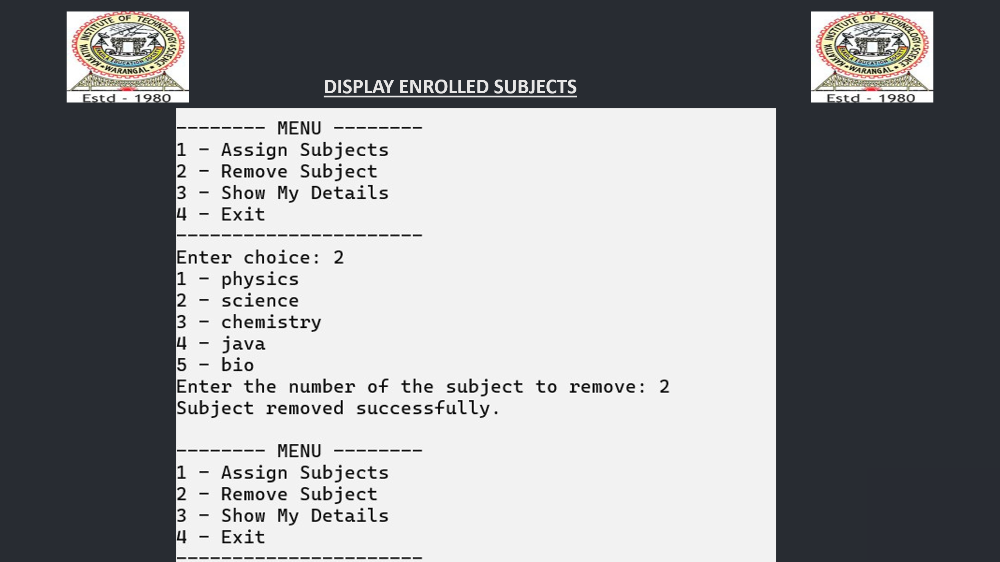 KAKATIYA INSTITUTE OF TECHNOLOGY & SCIENCE
EKASILA EDUCATION SOCIETY
* WARANGAL *
Estd - 1980
KAKATIYA INSTITUTE OF TECHNOLOGY & SCIENCE
EKASILA EDUCATION SOCIETY
* WARANGAL *
Estd - 1980
DISPLAY ENROLLED SUBJECTS
-------- MENU --------
1 - Assign Subjects
2 - Remove Subject
3 - Show My Details
4 - Exit
----------------------
Enter choice: 2
1 - physics
2 - science
3 - chemistry
4 - java
5 - bio
Enter the number of the subject to remove: 2
Subject removed successfully.
-------- MENU --------
1 - Assign Subjects
2 - Remove Subject
3 - Show My Details
4 - Exit
----------------------